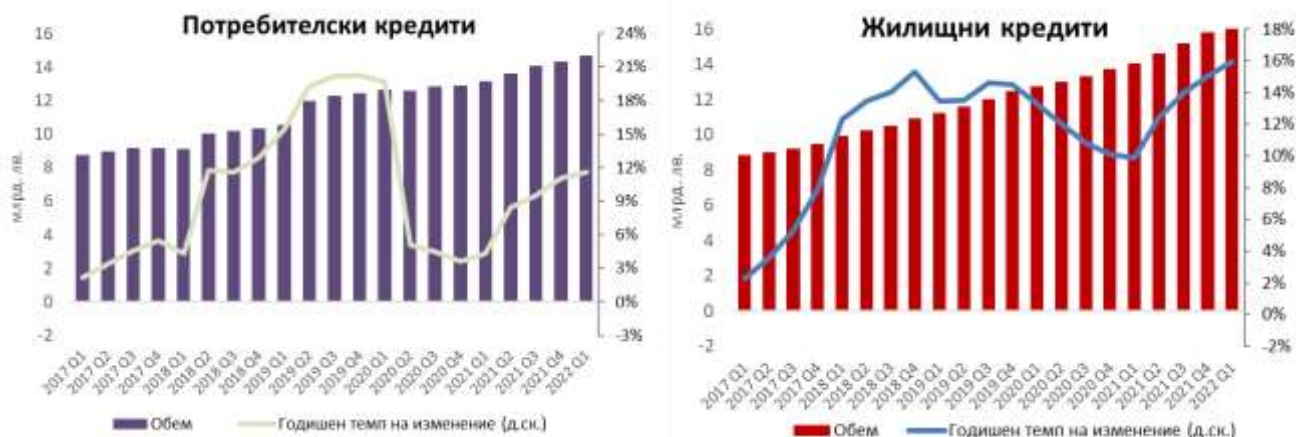 Потребителски кредити
16
14
12
10
8
6
4
2
0
-2
млрд. лв.
24%
21%
18%
15%
12%
9%
6%
3%
0%
-3%
2017 Q1
2017 Q2
2017 Q3
2017 Q4
2018 Q1
2018 Q2
2018 Q3
2018 Q4
2019 Q1
2019 Q2
2019 Q3
2019 Q4
2020 Q1
2020 Q2
2020 Q3
2020 Q4
2021 Q1
2021 Q2
2021 Q3
2021 Q4
2022 Q1
Обем
Годишен темп на изменение (д.ск.)
Жилищни кредити
16
14
12
10
8
6
4
2
0
-2
млрд. лв.
18%
16%
14%
12%
10%
8%
6%
4%
2%
0%
-2%
2017 Q1
2017 Q2
2017 Q3
2017 Q4
2018 Q1
2018 Q2
2018 Q3
2018 Q4
2019 Q1
2019 Q2
2019 Q3
2019 Q4
2020 Q1
2020 Q2
2020 Q3
2020 Q4
2021 Q1
2021 Q2
2021 Q3
2021 Q4
2022 Q1
Обем
Годишен темп на изменение (д.ск.)